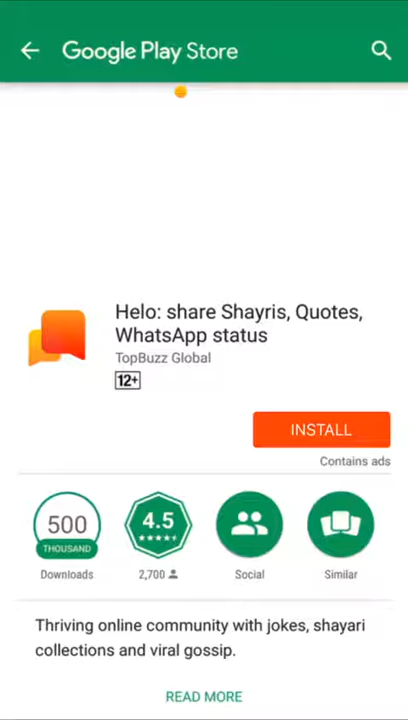 Google Play Store
Helo: share Shayris, Quotes,
WhatsApp status
TopBuzz Global
12+
INSTALL
Contains ads
500
THOUSAND
Downloads
4.5
2,700
Social
Similar
Thriving online community with jokes, shayari
collections and viral gossip.
READ MORE